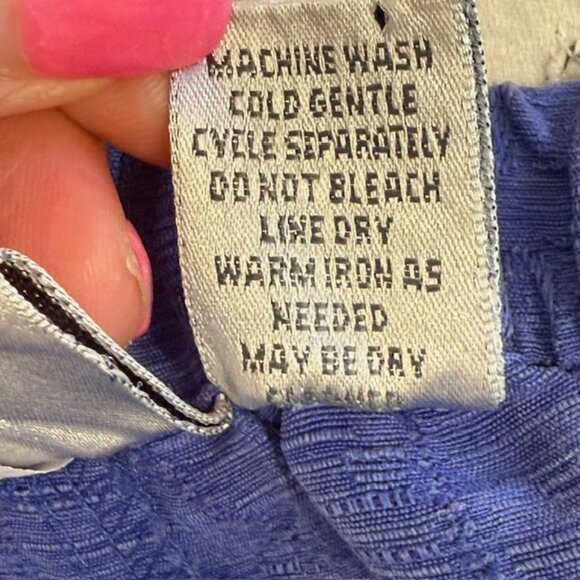 MACHINE WASH
COLD GENTLE
CYCLE SEPARATELY
DO NOT BLEACH
LINE DRY
WARM IRON AS
NEEDED
MAY BE DRY